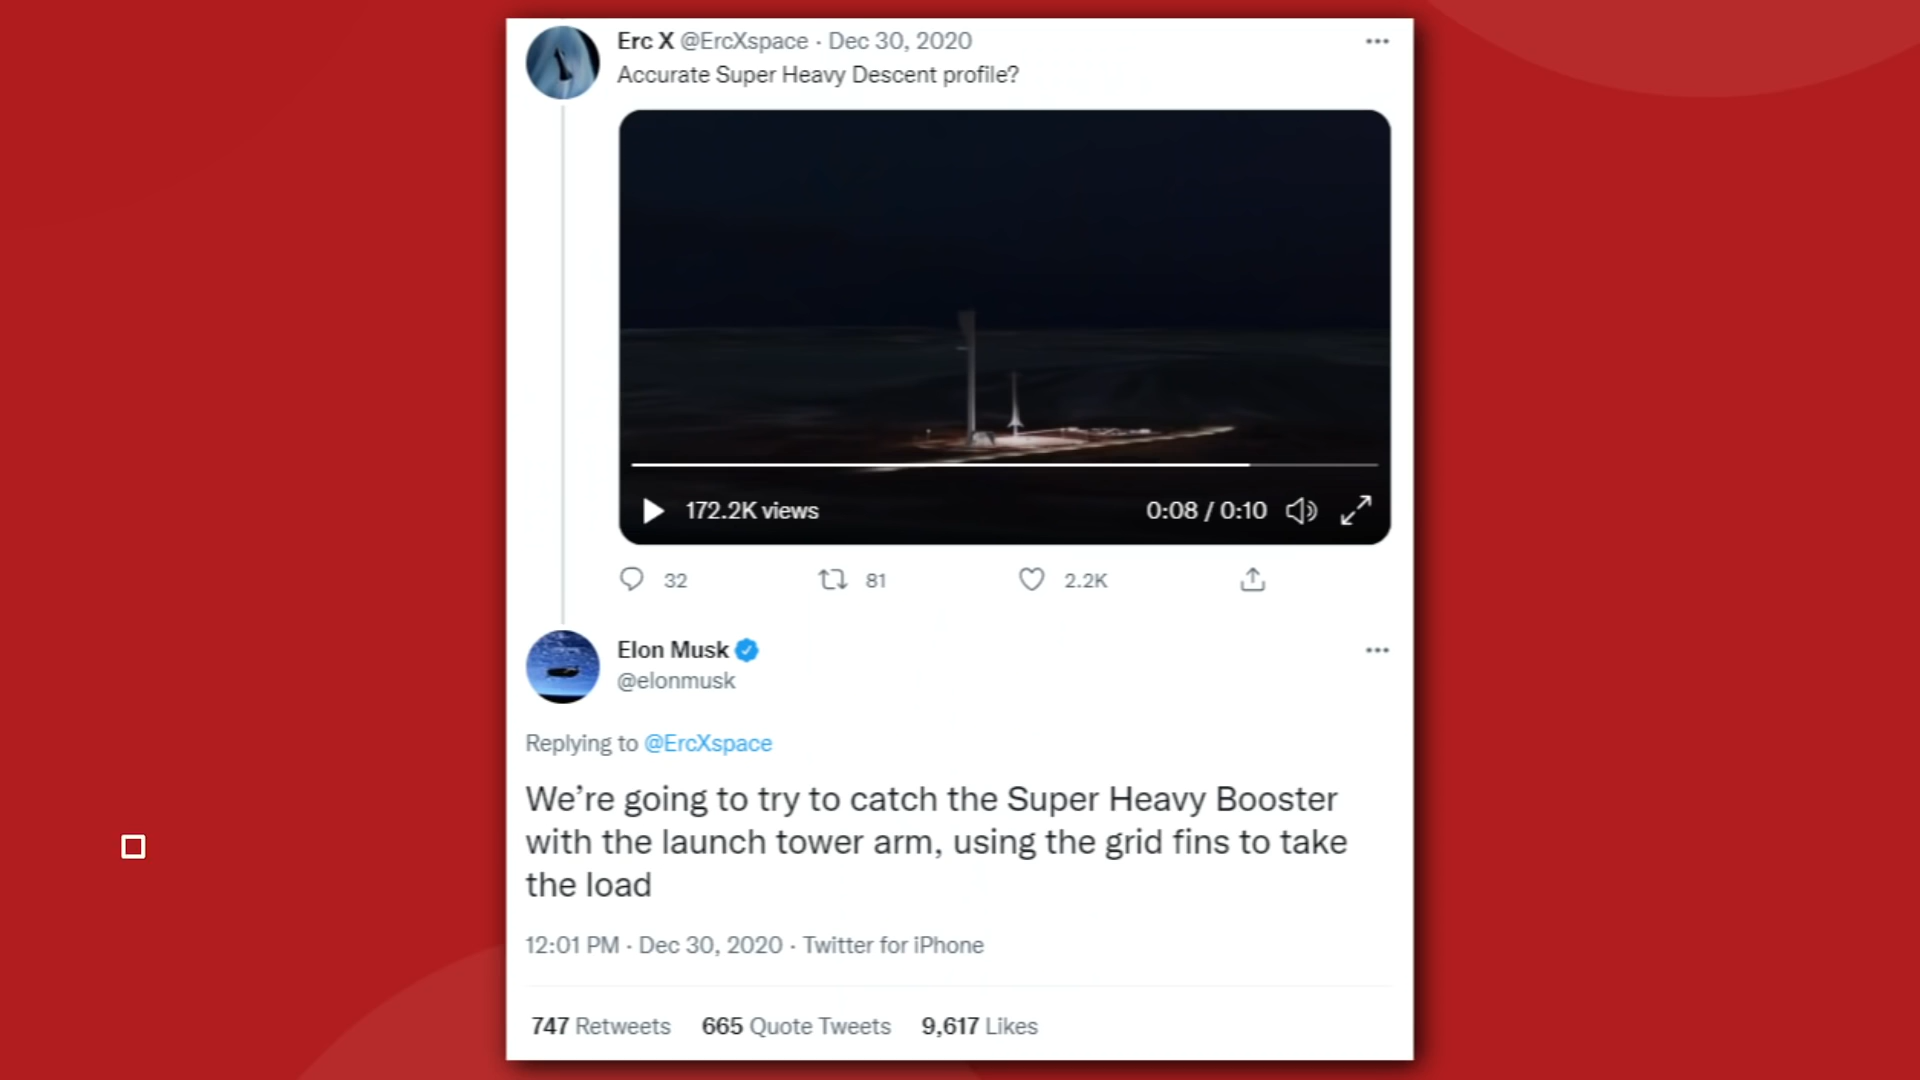 Erc X @ErcXspace · Dec 30, 2020
Accurate Super Heavy Descent profile?
172.2K views
0:08 / 0:10
32
81
2.2K
Elon Musk
@elonmusk
Replying to @ErcXspace
We’re going to try to catch the Super Heavy Booster
with the launch tower arm, using the grid fins to take
the load
12:01 PM · Dec 30, 2020 · Twitter for iPhone
747 Retweets 665 Quote Tweets 9,617 Likes